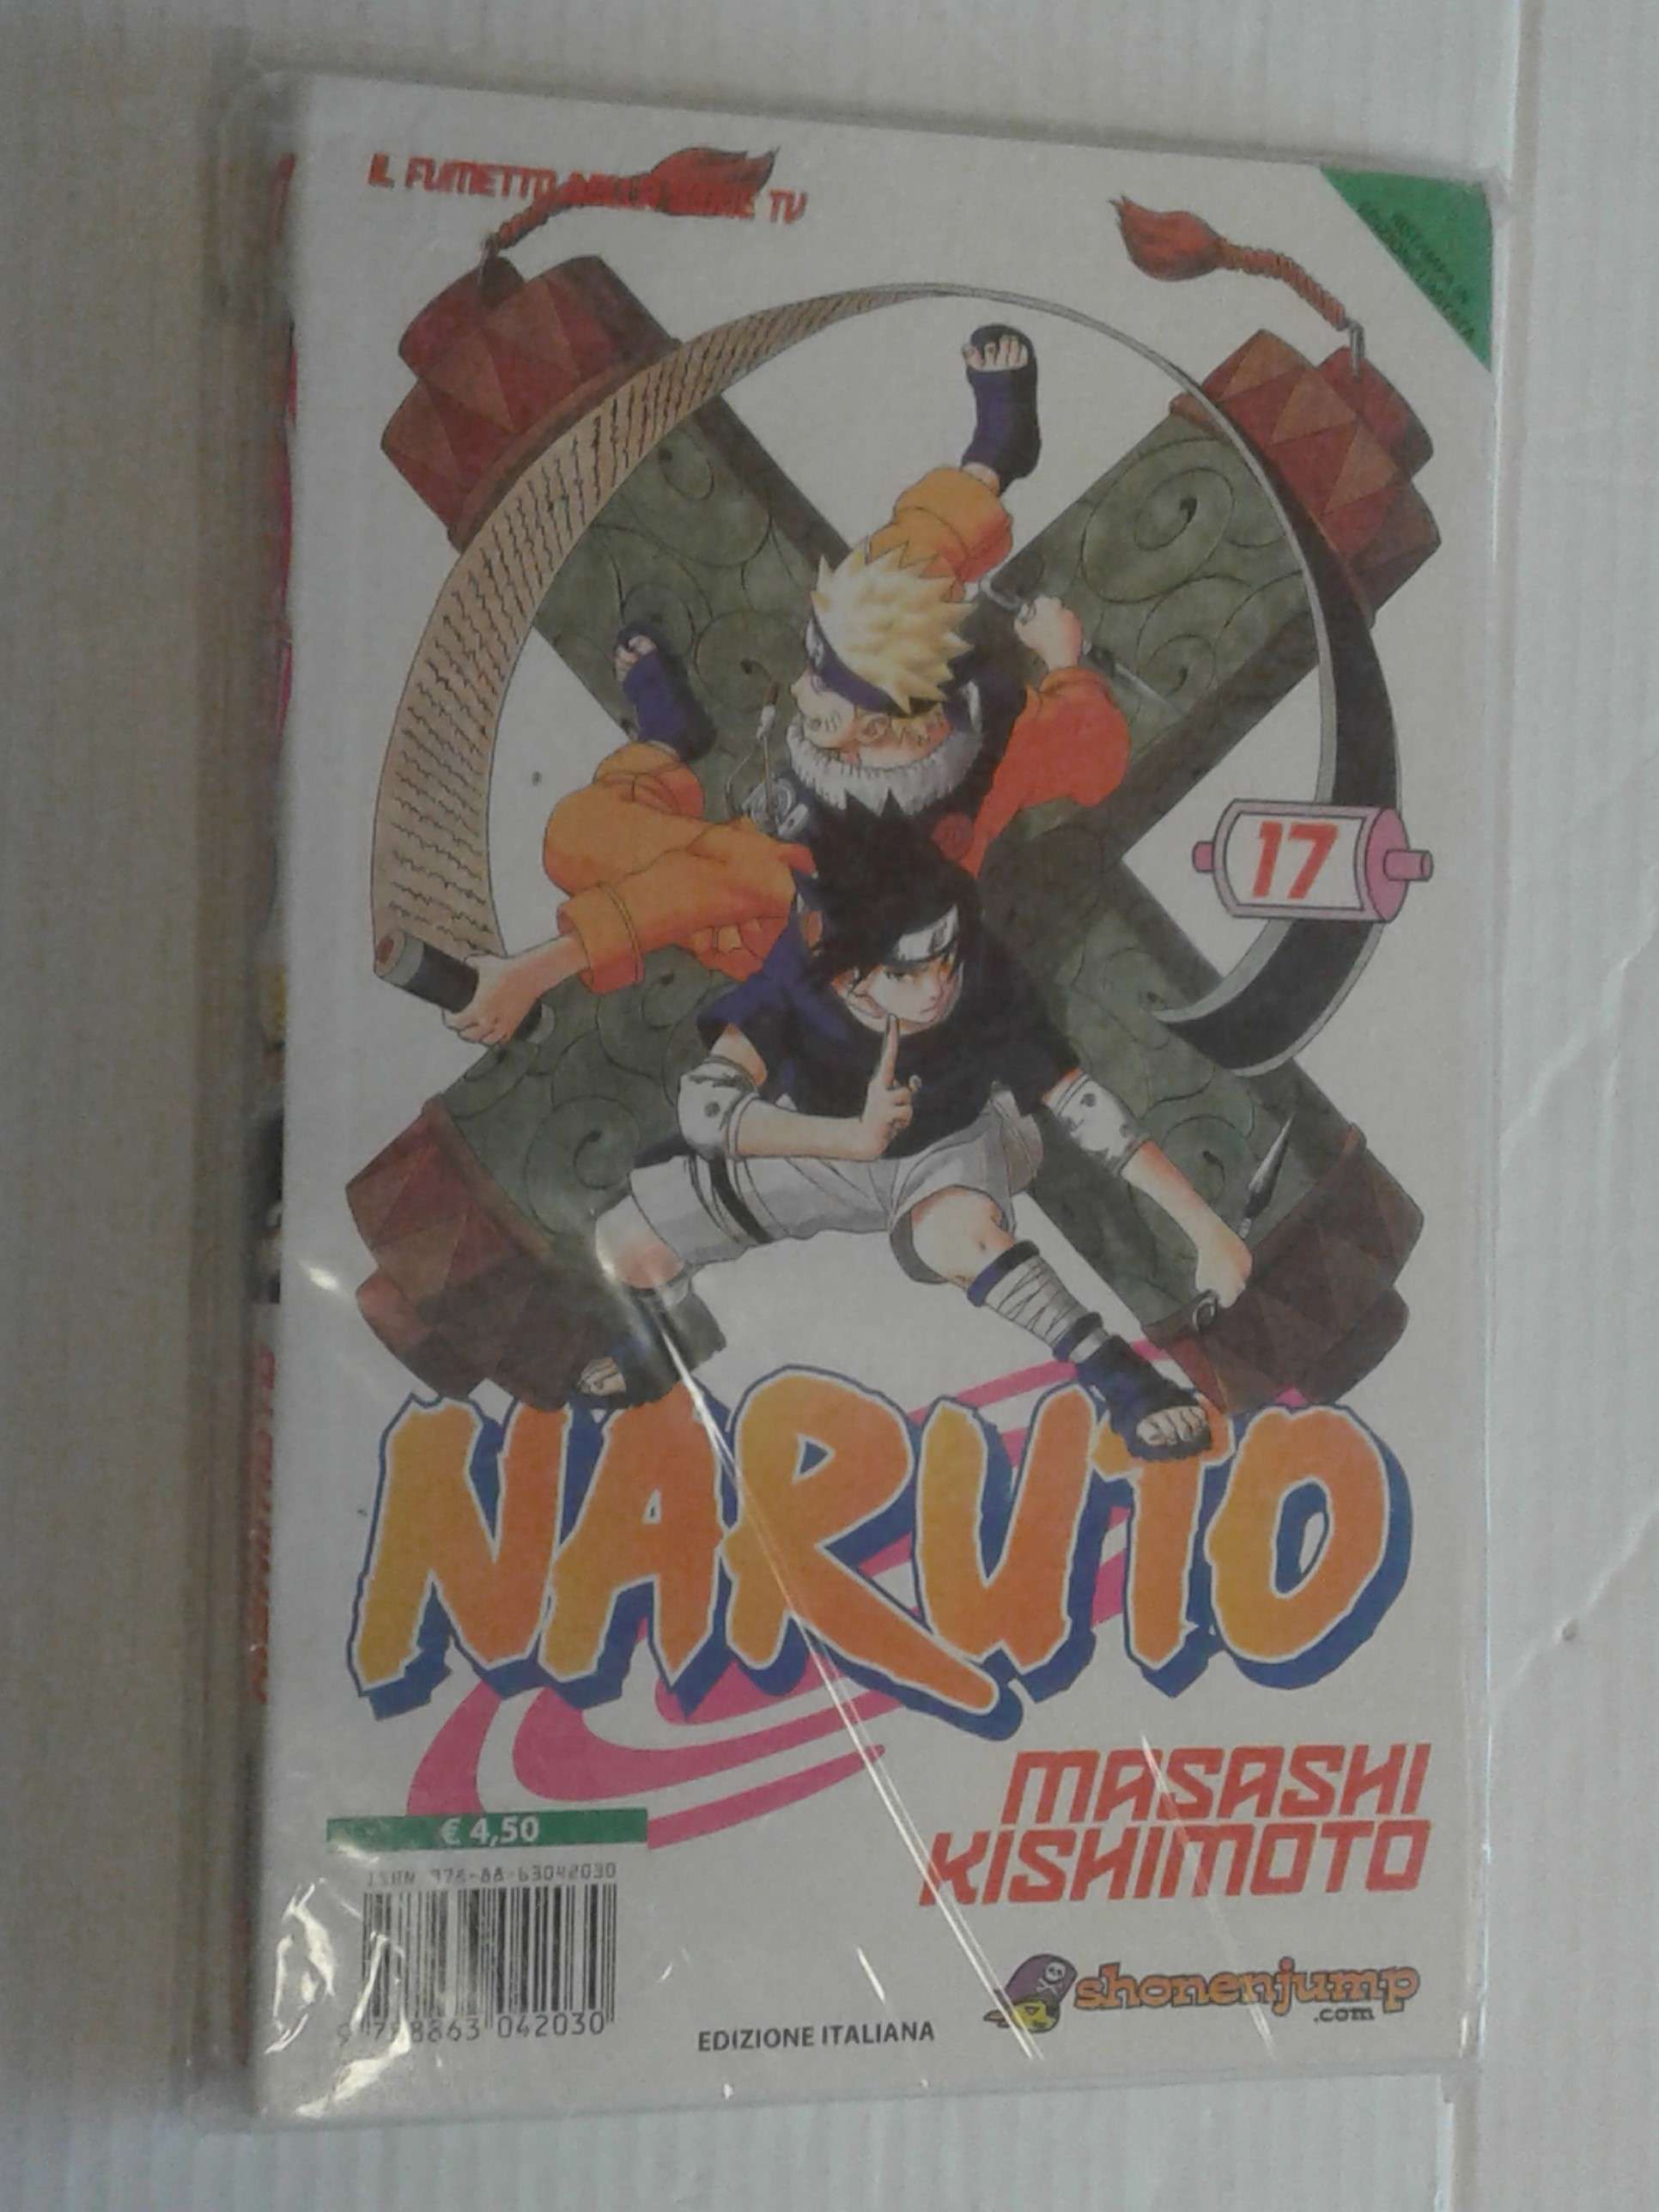 IL FUMETTO DELLA SERIE TV
17
NARUTO
MASASHI
KISHIMOTO
€ 4,50
ISBN 978-88-63042030
9 788863 042030
EDIZIONE ITALIANA
shonenjump
.com